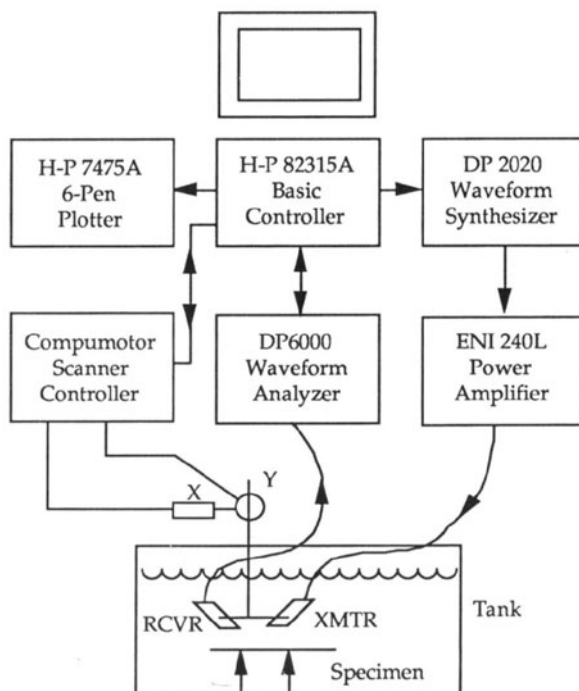 H-P 7475A
6-Pen
Plotter
H-P 82315A
Basic
Controller
DP 2020
Waveform
Synthesizer
Compumotor
Scanner
Controller
DP6000
Waveform
Analyzer
ENI 240L
Power
Amplifier
X
Y
RCVR
XMTR
Tank
Specimen